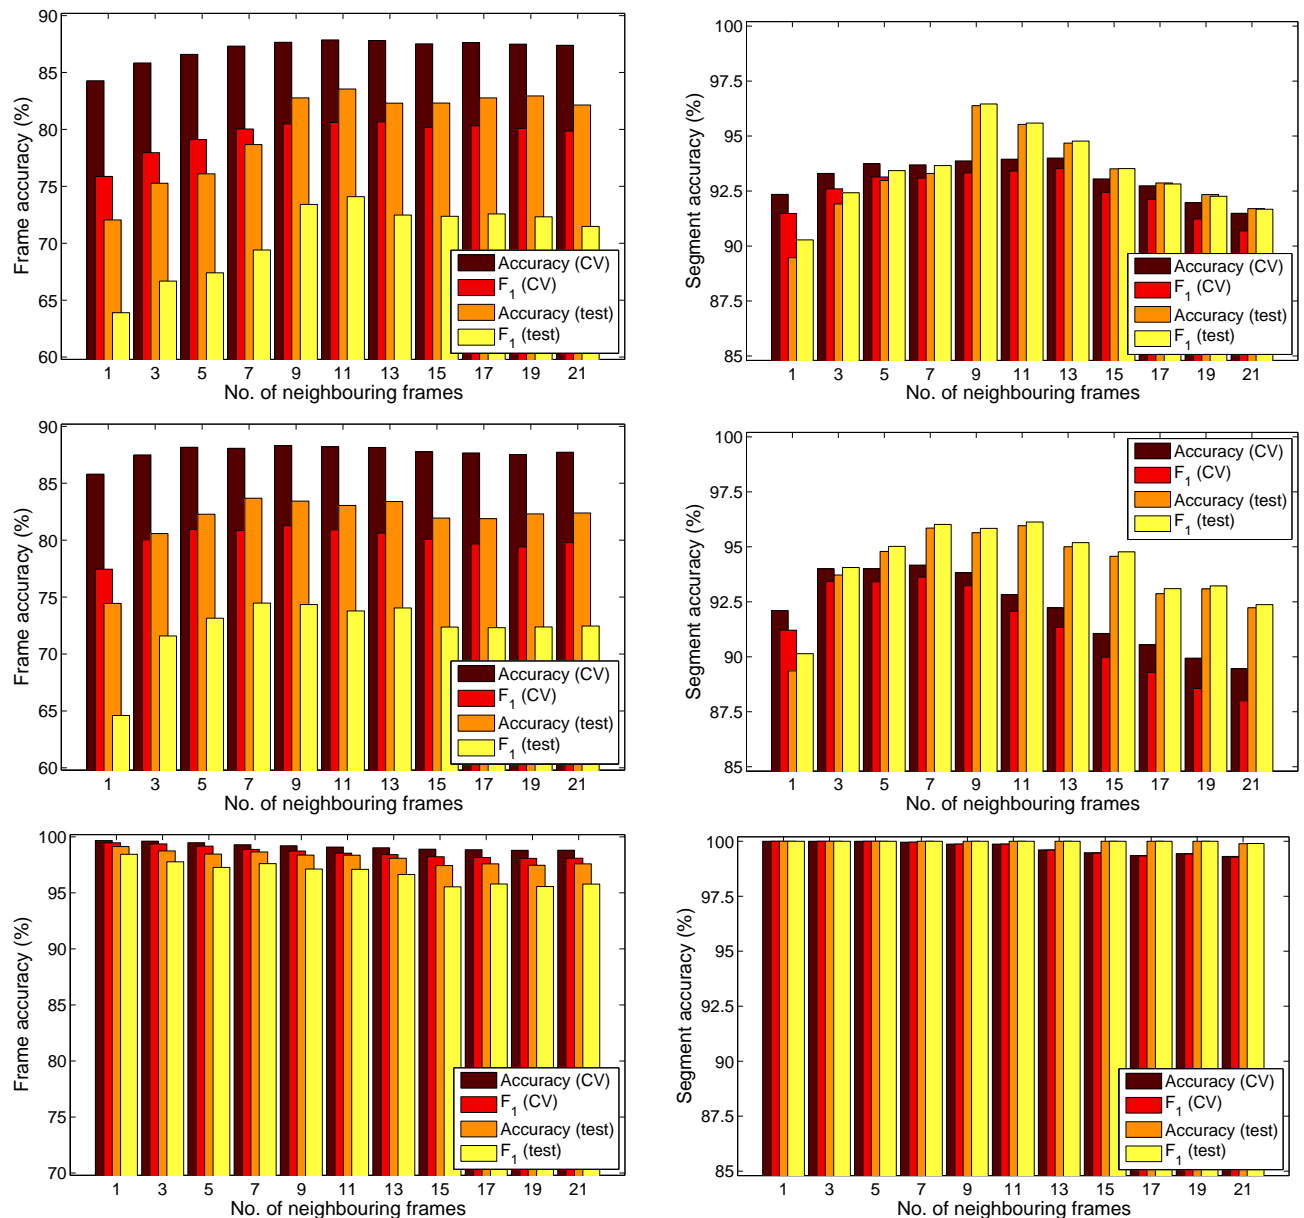 90
85
80
75
70
65
60
Frame accuracy (%)
1 3 5 7 9 11 13 15 17 19 21
No. of neighbouring frames
Accuracy (CV)
F1 (CV)
Accuracy (test)
F1 (test)
100
97.5
95
92.5
90
87.5
85
Segment accuracy (%)
1 3 5 7 9 11 13 15 17 19 21
No. of neighbouring frames
Accuracy (CV)
F1 (CV)
Accuracy (test)
F1 (test)
90
85
80
75
70
65
60
Frame accuracy (%)
1 3 5 7 9 11 13 15 17 19 21
No. of neighbouring frames
Accuracy (CV)
F1 (CV)
Accuracy (test)
F1 (test)
100
97.5
95
92.5
90
87.5
85
Segment accuracy (%)
1 3 5 7 9 11 13 15 17 19 21
No. of neighbouring frames
Accuracy (CV)
F1 (CV)
Accuracy (test)
F1 (test)
100
95
90
85
80
75
70
Frame accuracy (%)
1 3 5 7 9 11 13 15 17 19 21
No. of neighbouring frames
Accuracy (CV)
F1 (CV)
Accuracy (test)
F1 (test)
100
97.5
95
92.5
90
87.5
85
Segment accuracy (%)
1 3 5 7 9 11 13 15 17 19 21
No. of neighbouring frames
Accuracy (CV)
F1 (CV)
Accuracy (test)
F1 (test)